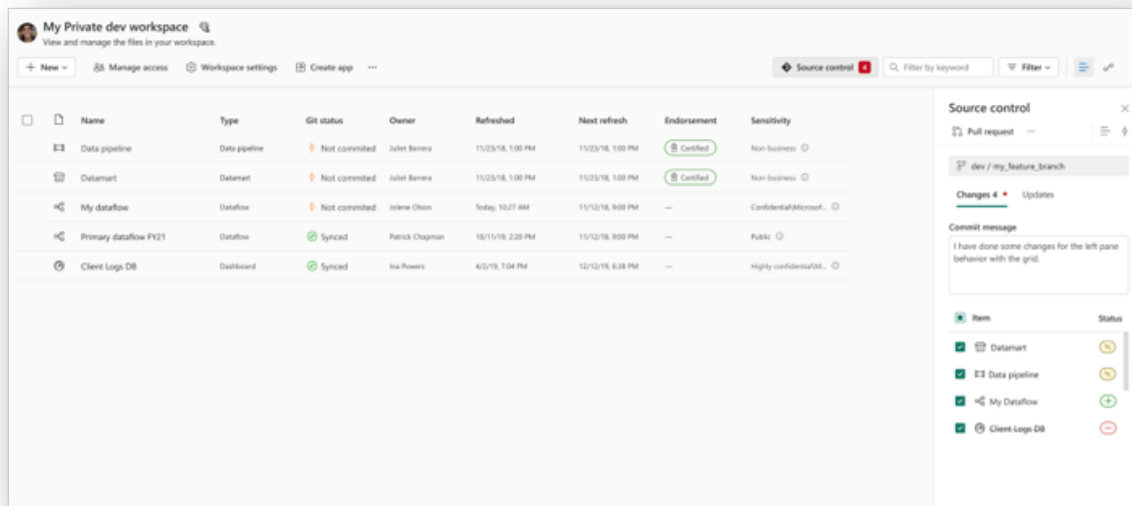 My Private dev workspace
View and manage the files in your workspace.
New
Manage access
Workspace settings
Create app
Source control 4
Filter by keyword
Filter
Name Type Git status Owner Refreshed Next refresh Endorsement Sensitivity
Data pipeline Data pipeline Not commited Juliet Barrera 11/23/18, 1:00 PM 11/23/18, 1:00 PM Certified Non-business
Datamart Datamart Not commited Juliet Barrera 11/23/18, 1:00 PM 11/23/18, 1:00 PM Certified Non-business
My dataflow Dataflow Not commited Jolene Olson Today, 10:27 AM 11/12/18, 9:00 PM — Confidential\Microsof...
Primary dataflow FY21 Dataflow Synced Patrick Chapman 10/11/19, 2:20 PM 11/12/18, 9:00 PM — Public
Client Logs DB Dashboard Synced Ina Powers 4/2/19, 7:04 PM 12/12/19, 6:38 PM — Highly confidential\M...
Source control
Pull request
dev / my_feature_branch
Changes 4 Updates
Commit message
I have done some changes for the left pane
behavior with the grid.
Item Status
Datamart
Data pipeline
My Dataflow
Client Logs DB